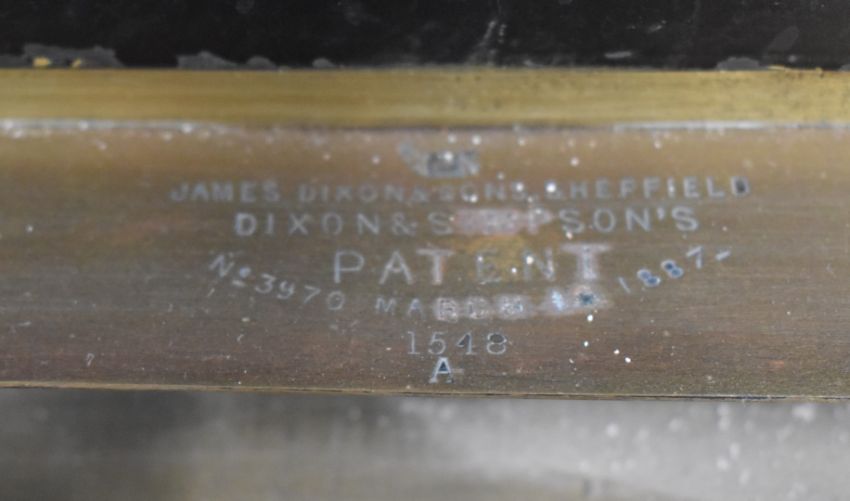 JAMES DIXON & SONS, SHEFFIELD
DIXON &
PATENT
No 3970 MARCH 1887
1548
A